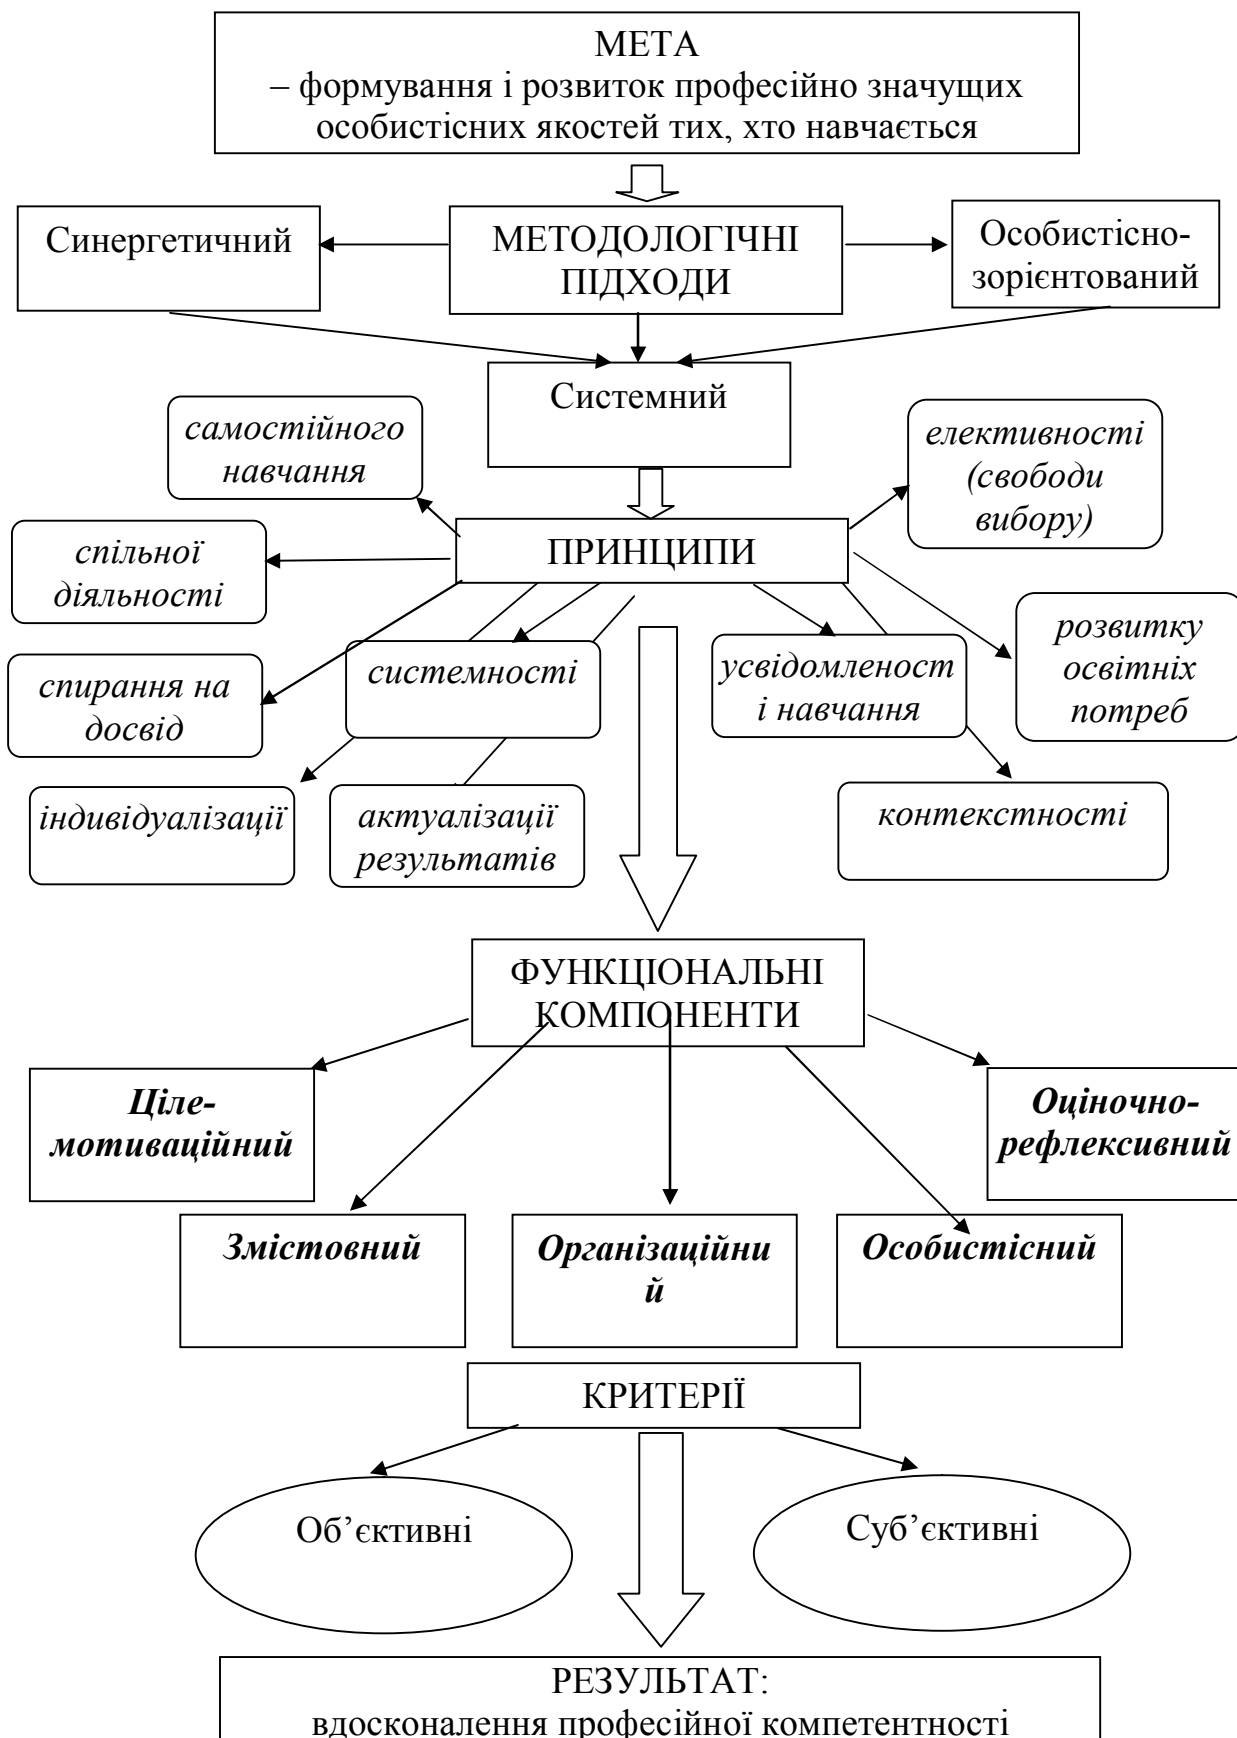 МЕТА
– формування і розвиток професійно значущих
особистісних якостей тих, хто навчається
Синергетичний
МЕТОДОЛОГІЧНІ
ПІДХОДИ
Особистісно-
зорієнтований
Системний
самостійного
навчання
елективності
(свободи
вибору)
ПРИНЦИПИ
спільної
діяльності
розвитку
освітніх
потреб
спирання на
досвід
системності
усвідомленост
і навчання
індивідуалізації
актуалізації
результатів
контекстності
ФУНКЦІОНАЛЬНІ
КОМПОНЕНТИ
Ціле-
мотиваційний
Оціночно-
рефлексивний
Змістовний
Організаційни
й
Особистісний
КРИТЕРІЇ
Об’єктивні
Суб’єктивні
РЕЗУЛЬТАТ:
вдосконалення професійної компетентності